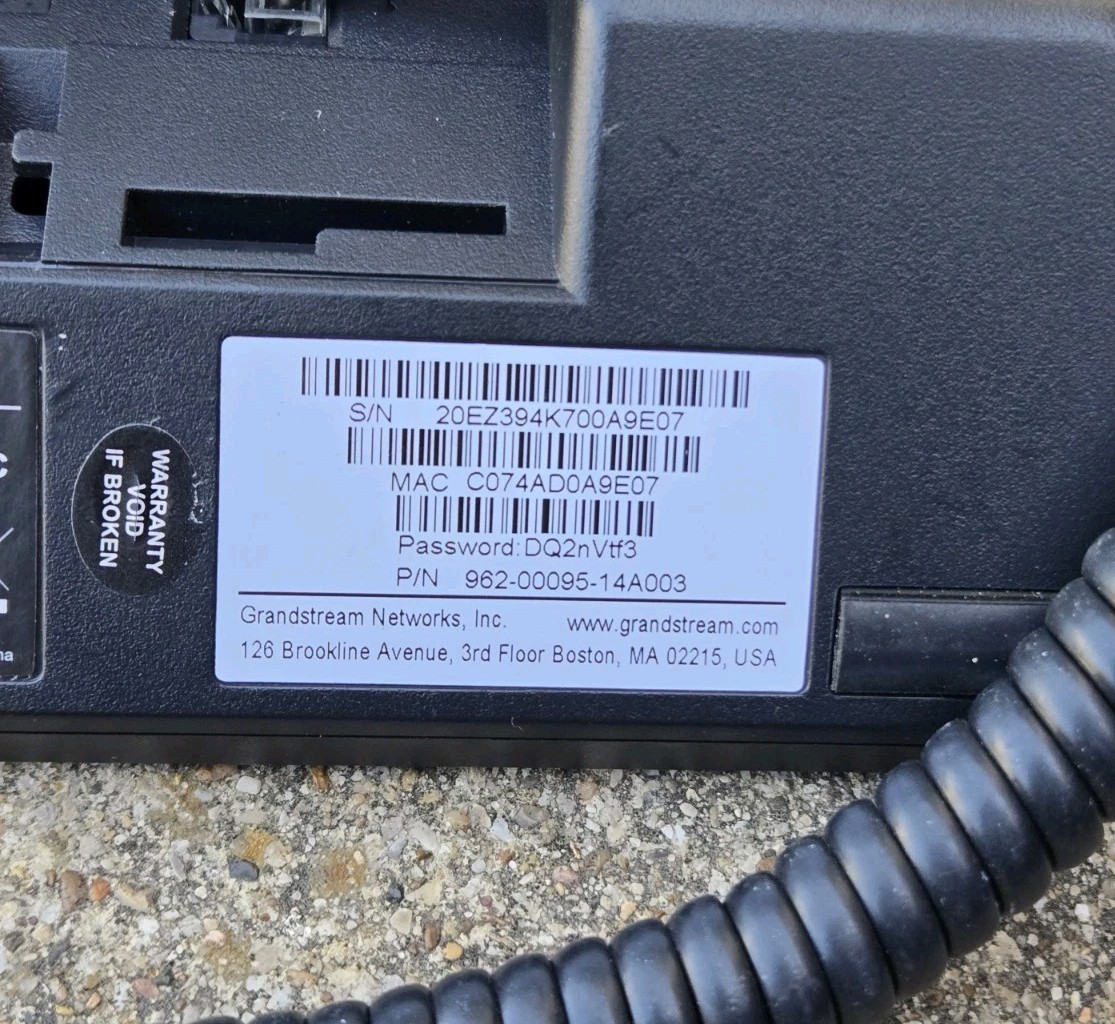 S/N 20EZ394K700A9E07
MAC C074AD0A9E07
Password:DQ2nVtf3
P/N 962-00095-14A003
Grandstream Networks, Inc. www.grandstream.com
126 Brookline Avenue, 3rd Floor Boston, MA 02215, USA
WARRANTY
VOID
IF BROKEN